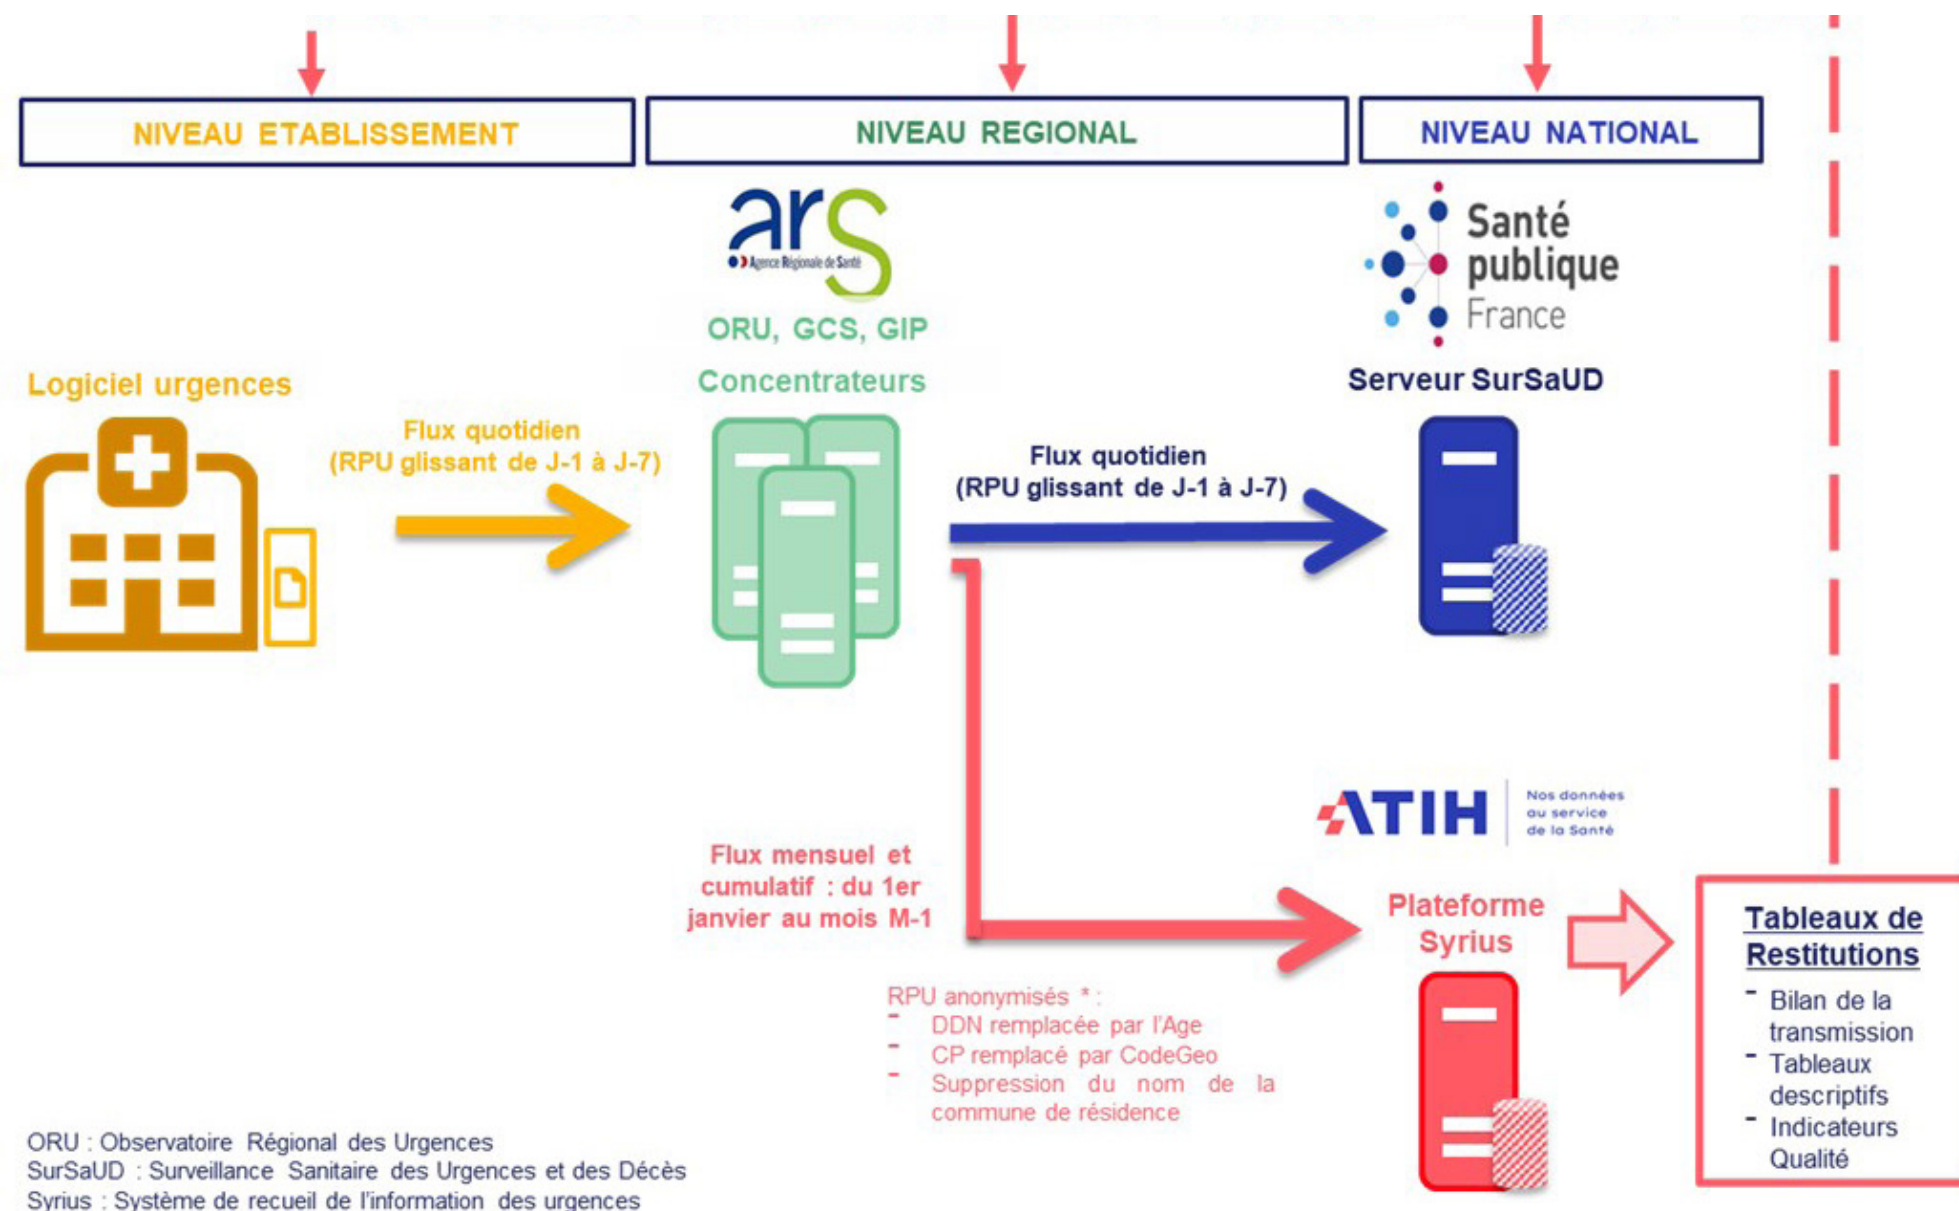 NIVEAU ETABLISSEMENT
NIVEAU REGIONAL
NIVEAU NATIONAL
ars
Agence Régionale de Santé
ORU, GCS, GIP
Concentrateurs
Santé
publique
France
Serveur SurSaUD
Logiciel urgences
Flux quotidien
(RPU glissant de J-1 à J-7)
Flux quotidien
(RPU glissant de J-1 à J-7)
Flux mensuel et
cumulatif : du 1er
janvier au mois M-1
ATIH
Nos données
au service
de la Santé
Plateforme
Syrius
RPU anonymisés * :
- DDN remplacée par l'Age
- CP remplacé par CodeGeo
- Suppression du nom de la
commune de résidence
Tableaux de
Restitutions
- Bilan de la
transmission
- Tableaux
descriptifs
- Indicateurs
Qualité
ORU : Observatoire Régional des Urgences
SurSaUD : Surveillance Sanitaire des Urgences et des Décès
Syrius : Système de recueil de l'information des urgences